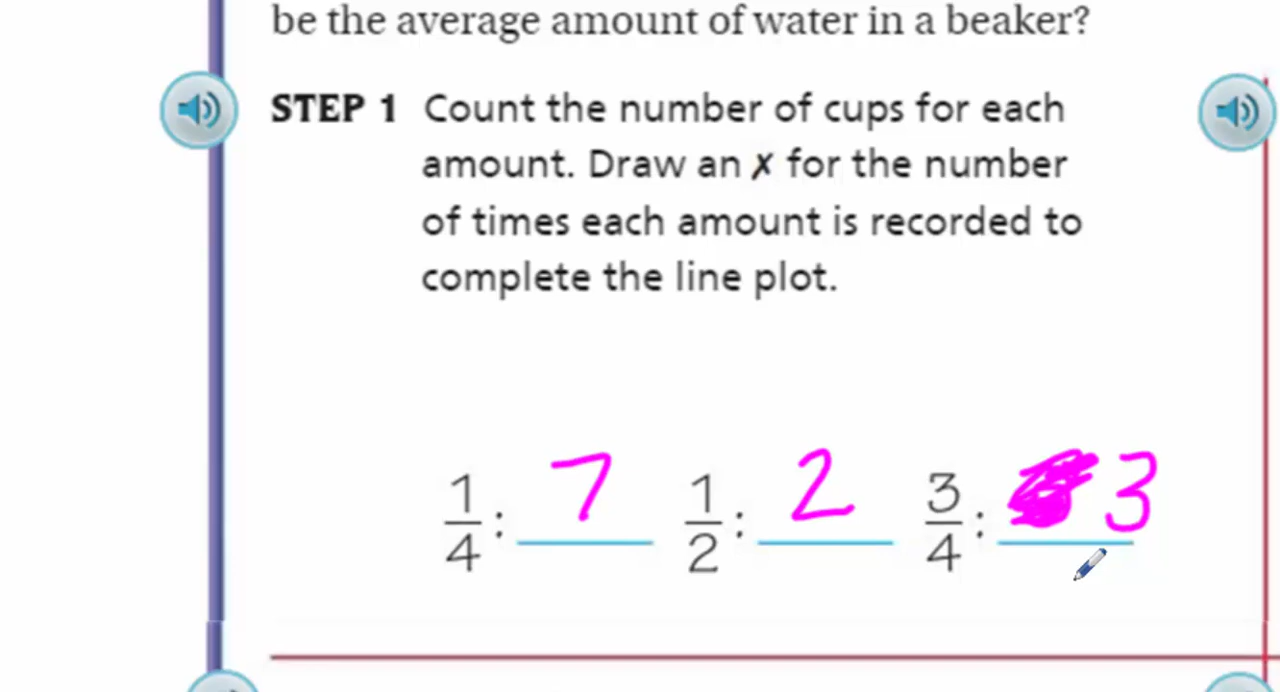 be the average amount of water in a beaker?
STEP 1 Count the number of cups for each
amount. Draw an ✗ for the number
of times each amount is recorded to
complete the line plot.
1/4: 7 1/2: 2 3/4: 3